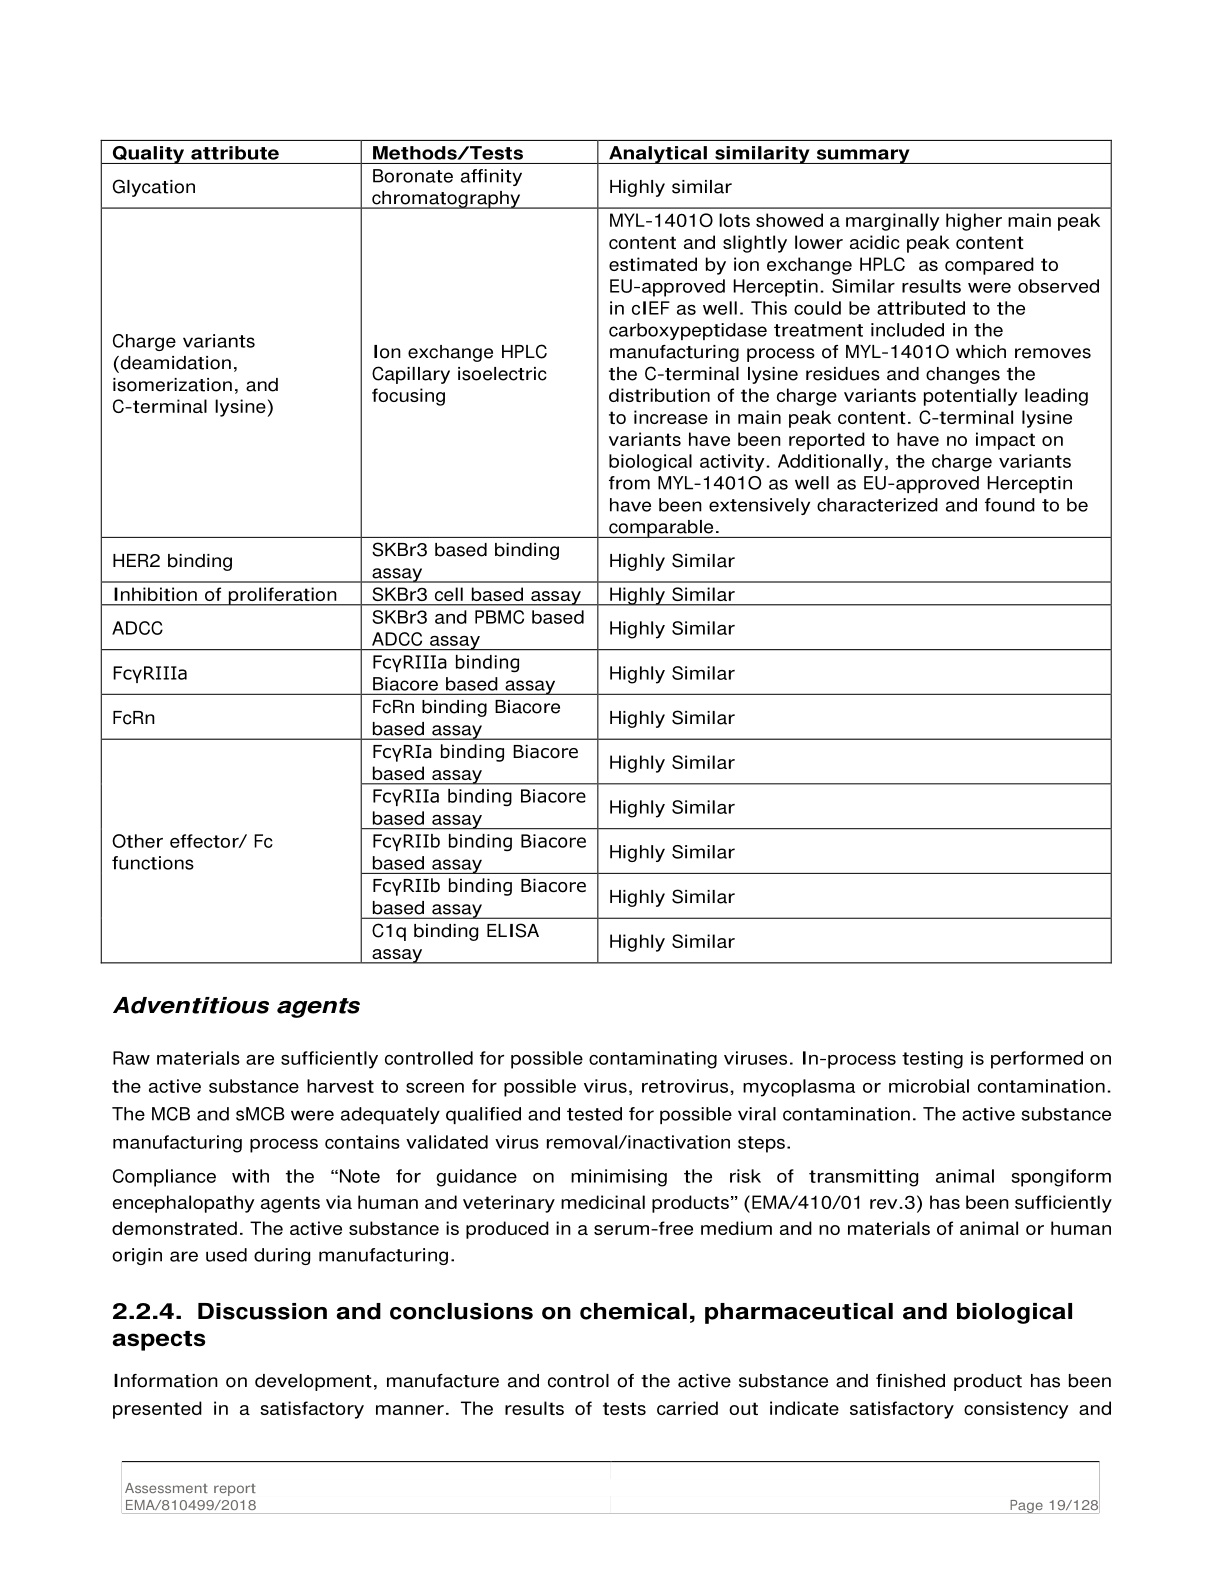 Quality attribute Methods/Tests Analytical similarity summary
Glycation
Boronate affinity
chromatography
Highly similar
Charge variants
(deamidation,
isomerization, and
C-terminal lysine)
Ion exchange HPLC
Capillary isoelectric
focusing
MYL-1401O lots showed a marginally higher main peak
content and slightly lower acidic peak content
estimated by ion exchange HPLC as compared to
EU-approved Herceptin. Similar results were observed
in cIEF as well. This could be attributed to the
carboxypeptidase treatment included in the
manufacturing process of MYL-1401O which removes
the C-terminal lysine residues and changes the
distribution of the charge variants potentially leading
to increase in main peak content. C-terminal lysine
variants have been reported to have no impact on
biological activity. Additionally, the charge variants
from MYL-1401O as well as EU-approved Herceptin
have been extensively characterized and found to be
comparable.
HER2 binding
SKBr3 based binding
assay
Highly Similar
Inhibition of proliferation SKBr3 cell based assay Highly Similar
ADCC
SKBr3 and PBMC based
ADCC assay
Highly Similar
FcγRIIIa
FcγRIIIa binding
Biacore based assay
Highly Similar
FcRn
FcRn binding Biacore
based assay
Highly Similar
Other effector/ Fc
functions
FcγRIa binding Biacore
based assay
Highly Similar
FcγRIIa binding Biacore
based assay
Highly Similar
FcγRIIb binding Biacore
based assay
Highly Similar
FcγRIIb binding Biacore
based assay
Highly Similar
C1q binding ELISA
assay
Highly Similar
Adventitious agents
Raw materials are sufficiently controlled for possible contaminating viruses. In-process testing is performed on
the active substance harvest to screen for possible virus, retrovirus, mycoplasma or microbial contamination.
The MCB and sMCB were adequately qualified and tested for possible viral contamination. The active substance
manufacturing process contains validated virus removal/inactivation steps.
Compliance with the “Note for guidance on minimising the risk of transmitting animal spongiform
encephalopathy agents via human and veterinary medicinal products” (EMA/410/01 rev.3) has been sufficiently
demonstrated. The active substance is produced in a serum-free medium and no materials of animal or human
origin are used during manufacturing.
2.2.4. Discussion and conclusions on chemical, pharmaceutical and biological
aspects
Information on development, manufacture and control of the active substance and finished product has been
presented in a satisfactory manner. The results of tests carried out indicate satisfactory consistency and
Assessment report
EMA/810499/2018 Page 19/128